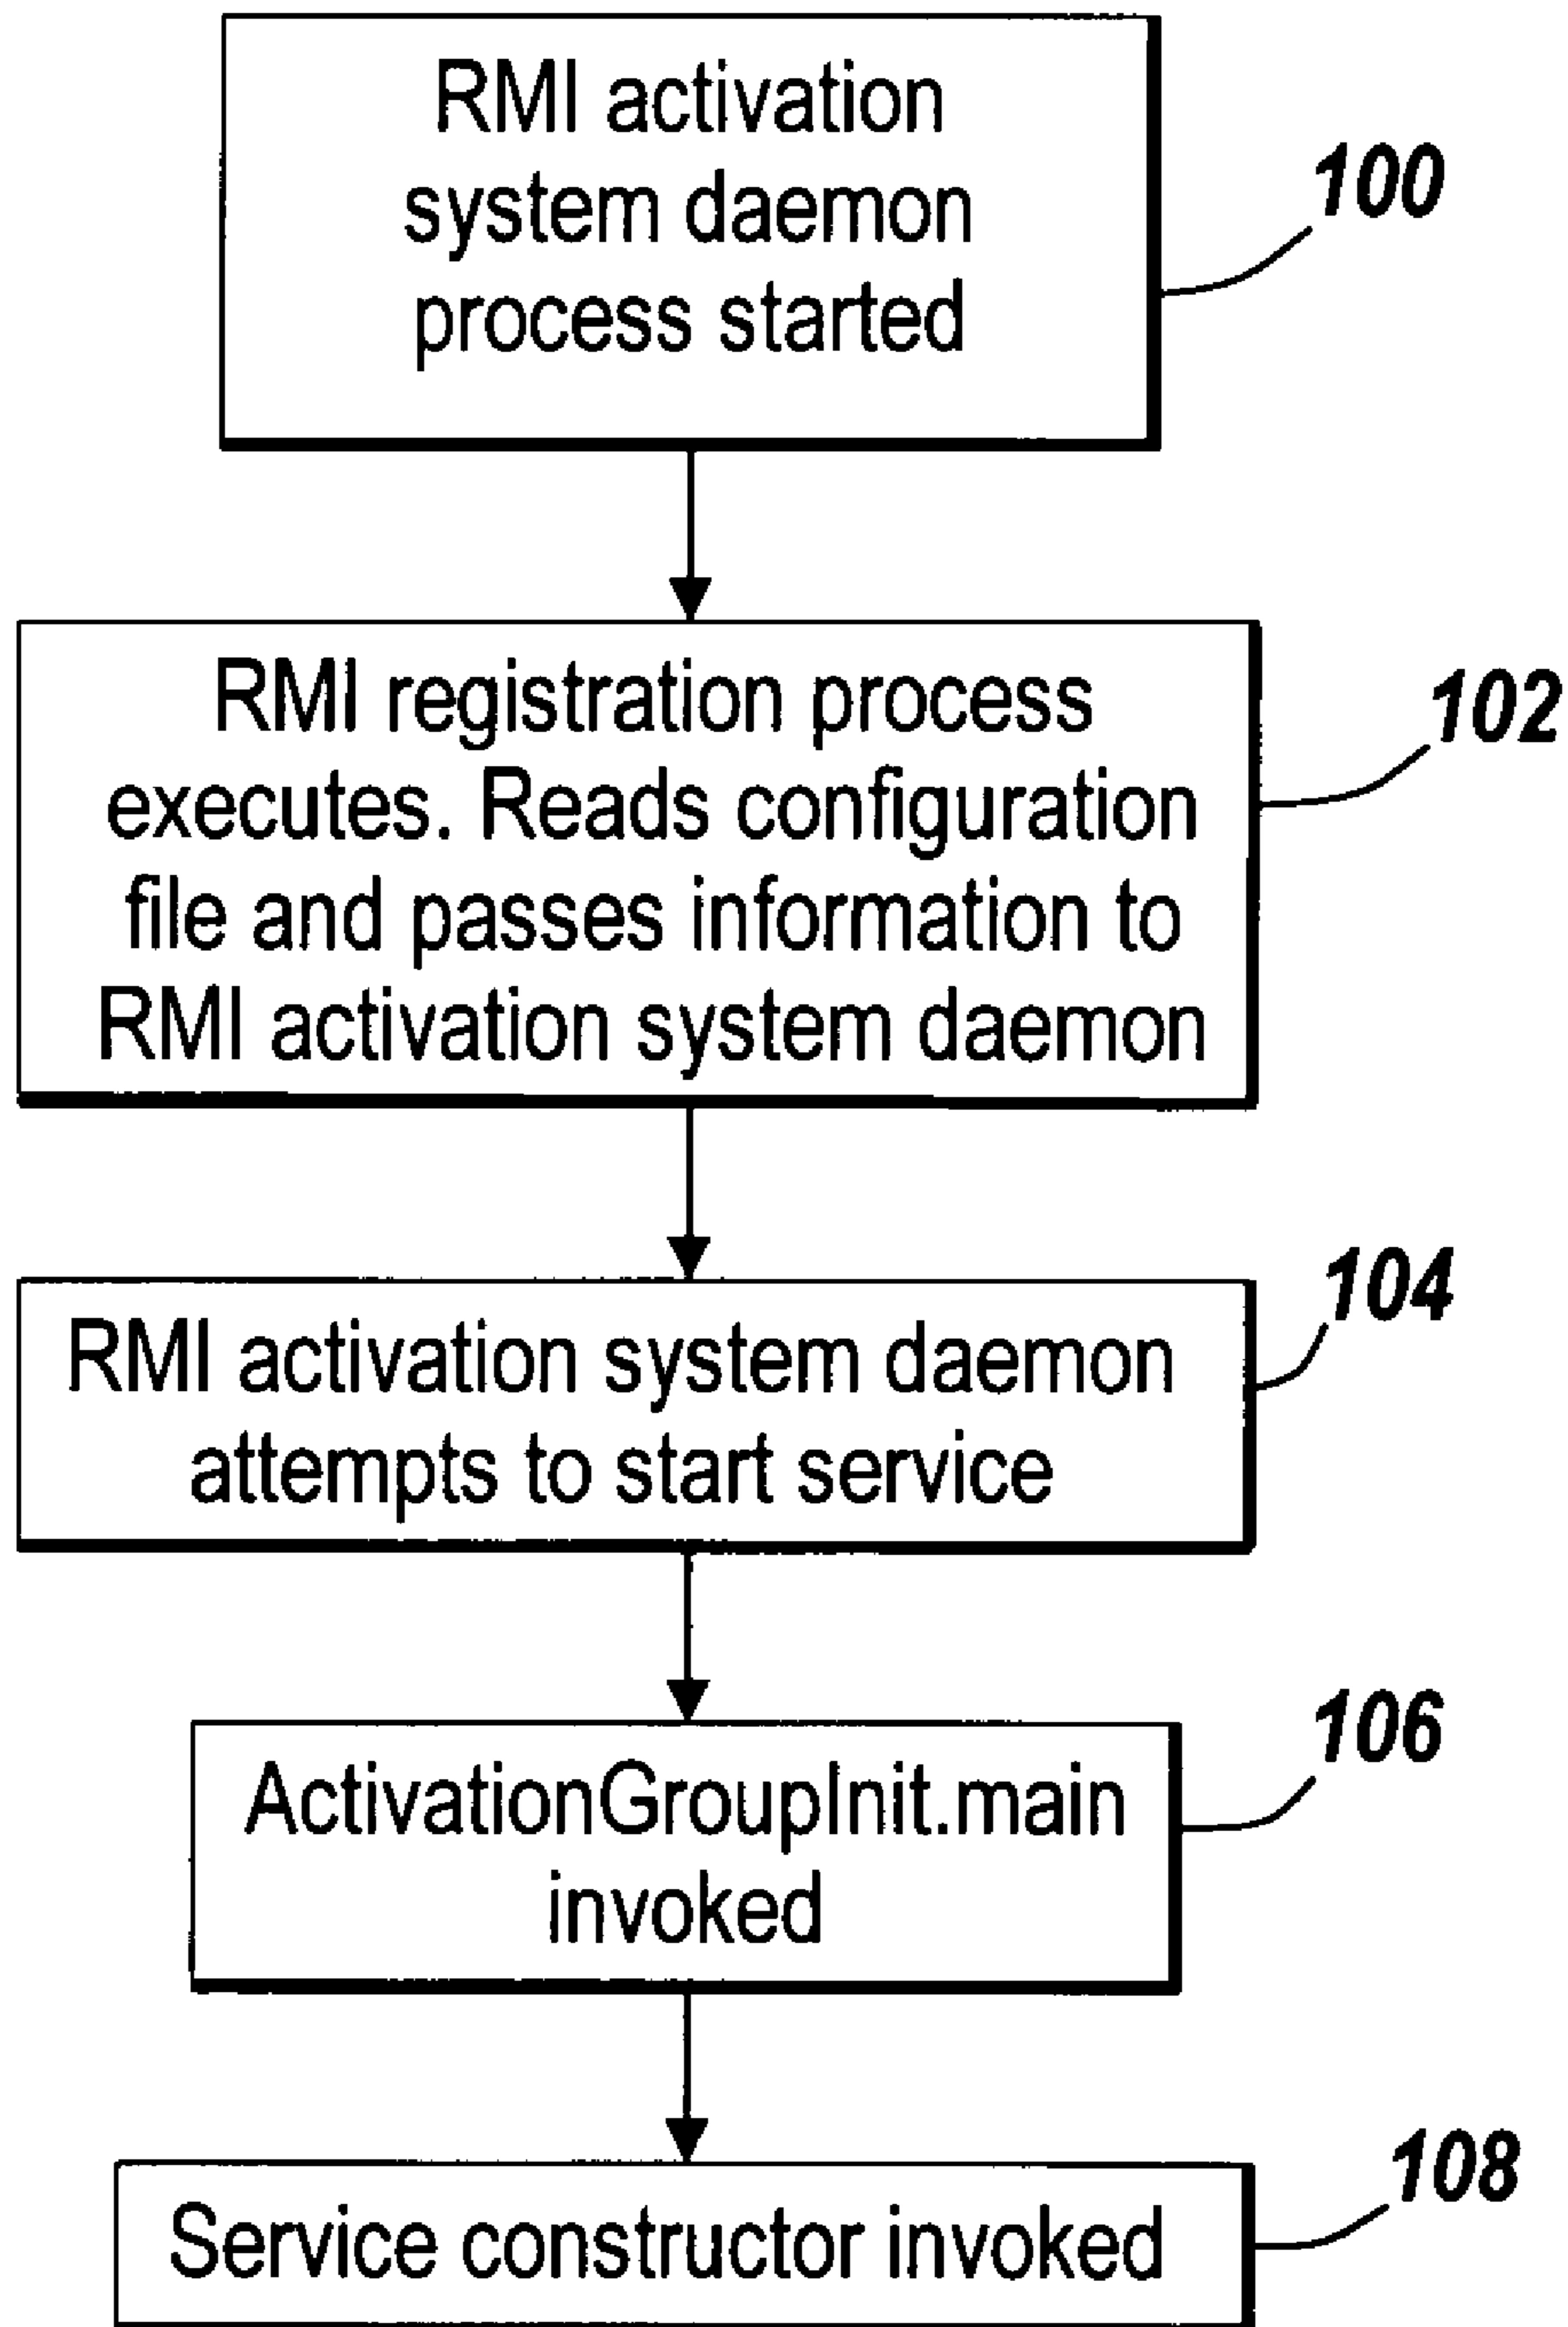 RMI activation
system daemon
process started
100
RMI registration process
executes. Reads configuration
file and passes information to
RMI activation system daemon
102
RMI activation system daemon
attempts to start service
104
ActivationGroupInit.main
invoked
106
Service constructor invoked
108